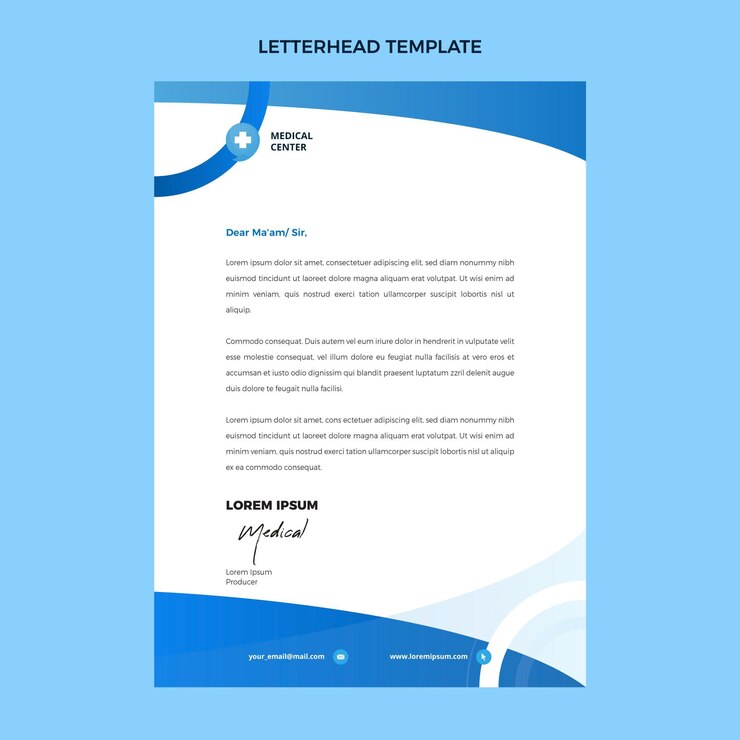 LETTERHEAD TEMPLATE
MEDICAL
CENTER
Dear Ma'am/ Sir,
Lorem ipsum dolor sit amet, consectetuer adipiscing elit, sed diam nonummy nibh
euismod tincidunt ut laoreet dolore magna aliquam erat volutpat. Ut wisi enim ad
minim veniam, quis nostrud exerci tation ullamcorper suscipit lobortis nisl ut
aliquip.
Commodo consequat. Duis autem vel eum iriure dolor in hendrerit in vulputate velit
esse molestie consequat, vel illum dolore eu feugiat nulla facilisis at vero eros et
accumsan et iusto odio dignissim qui blandit praesent luptatum zzril delenit augue
duis dolore te feugait nulla facilisi.
Lorem ipsum dolor sit amet, cons ectetuer adipiscing elit, sed diam nonummy nibh
euismod tincidunt ut laoreet dolore magna aliquam erat volutpat. Ut wisi enim ad
minim veniam, quis nostrud exerci tation ullamcorper suscipit lobortis nisl ut aliquip
ex ea commodo consequat.
LOREM IPSUM
Medical
Lorem Ipsum
Producer
your_email@mail.com
www.loremipsum.com